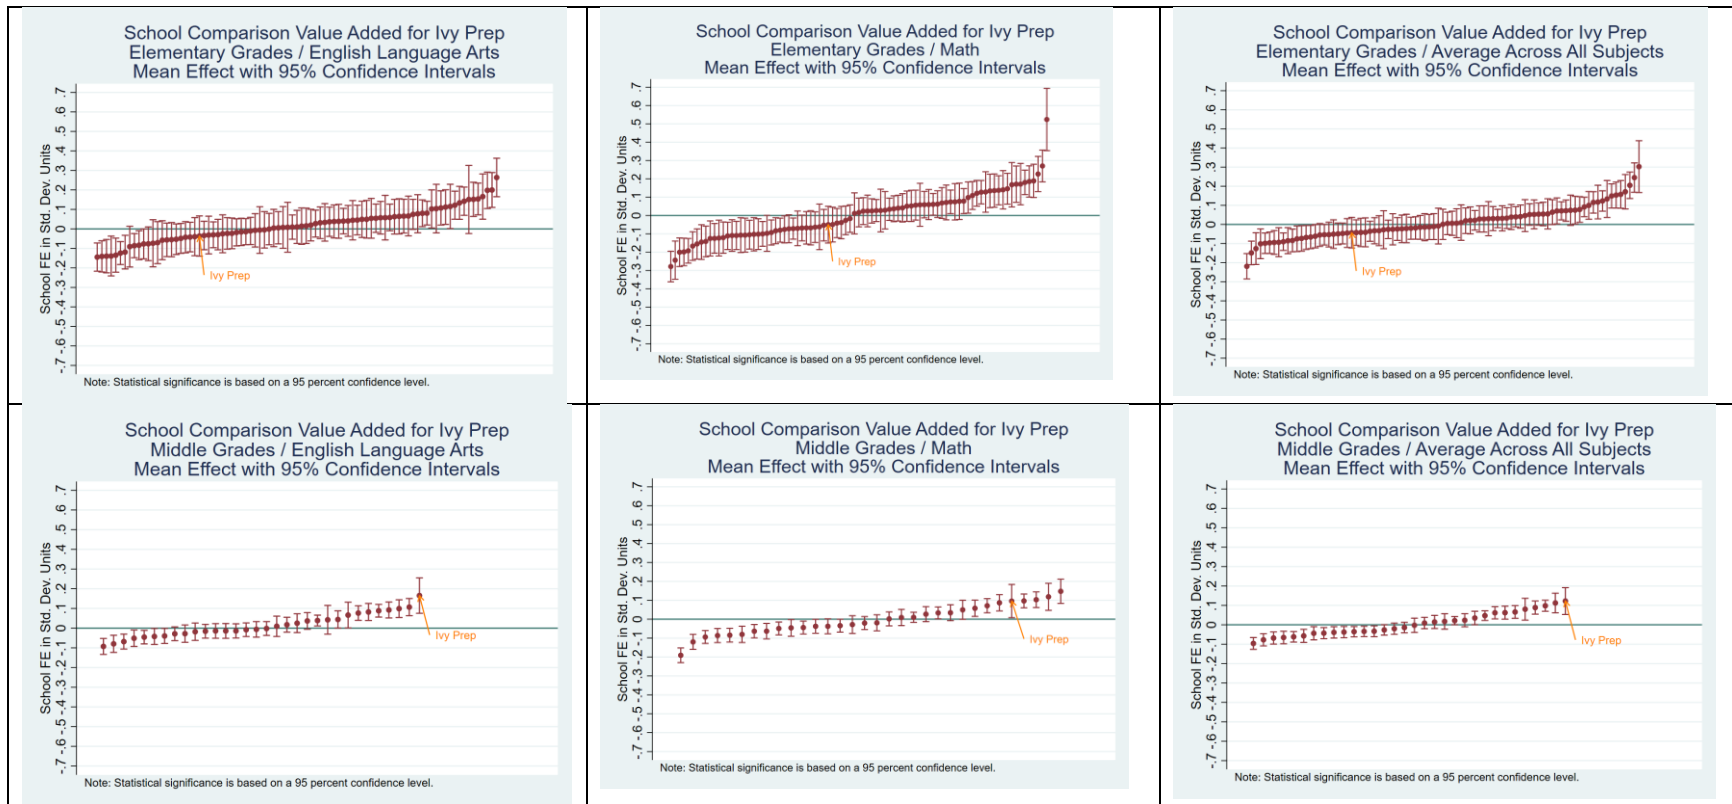 School Comparison Value Added for Ivy Prep
Elementary Grades / English Language Arts
Mean Effect with 95% Confidence Intervals
School FE in Std. Dev. Units
-.7 -.6 -.5 -.4 -.3 -.2 -.1 0 .1 .2 .3 .4 .5 .6 .7
Ivy Prep
Note: Statistical significance is based on a 95 percent confidence level.
School Comparison Value Added for Ivy Prep
Elementary Grades / Math
Mean Effect with 95% Confidence Intervals
School FE in Std. Dev. Units
-.7 -.6 -.5 -.4 -.3 -.2 -.1 0 .1 .2 .3 .4 .5 .6 .7
Ivy Prep
Note: Statistical significance is based on a 95 percent confidence level.
School Comparison Value Added for Ivy Prep
Elementary Grades / Average Across All Subjects
Mean Effect with 95% Confidence Intervals
School FE in Std. Dev. Units
-.7 -.6 -.5 -.4 -.3 -.2 -.1 0 .1 .2 .3 .4 .5 .6 .7
Ivy Prep
Note: Statistical significance is based on a 95 percent confidence level.
School Comparison Value Added for Ivy Prep
Middle Grades / English Language Arts
Mean Effect with 95% Confidence Intervals
School FE in Std. Dev. Units
-.7 -.6 -.5 -.4 -.3 -.2 -.1 0 .1 .2 .3 .4 .5 .6 .7
Ivy Prep
Note: Statistical significance is based on a 95 percent confidence level.
School Comparison Value Added for Ivy Prep
Middle Grades / Math
Mean Effect with 95% Confidence Intervals
School FE in Std. Dev. Units
-.7 -.6 -.5 -.4 -.3 -.2 -.1 0 .1 .2 .3 .4 .5 .6 .7
Ivy Prep
Note: Statistical significance is based on a 95 percent confidence level.
School Comparison Value Added for Ivy Prep
Middle Grades / Average Across All Subjects
Mean Effect with 95% Confidence Intervals
School FE in Std. Dev. Units
-.7 -.6 -.5 -.4 -.3 -.2 -.1 0 .1 .2 .3 .4 .5 .6 .7
Ivy Prep
Note: Statistical significance is based on a 95 percent confidence level.